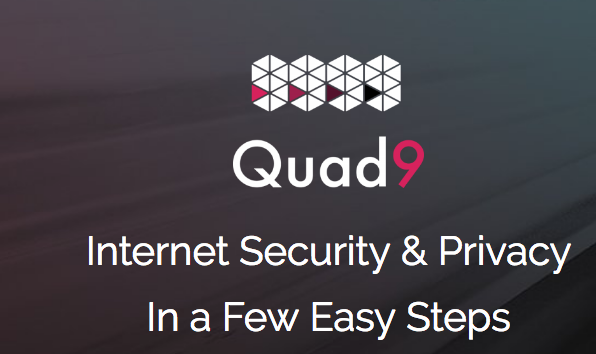 Quad9
Internet Security & Privacy
In a Few Easy Steps